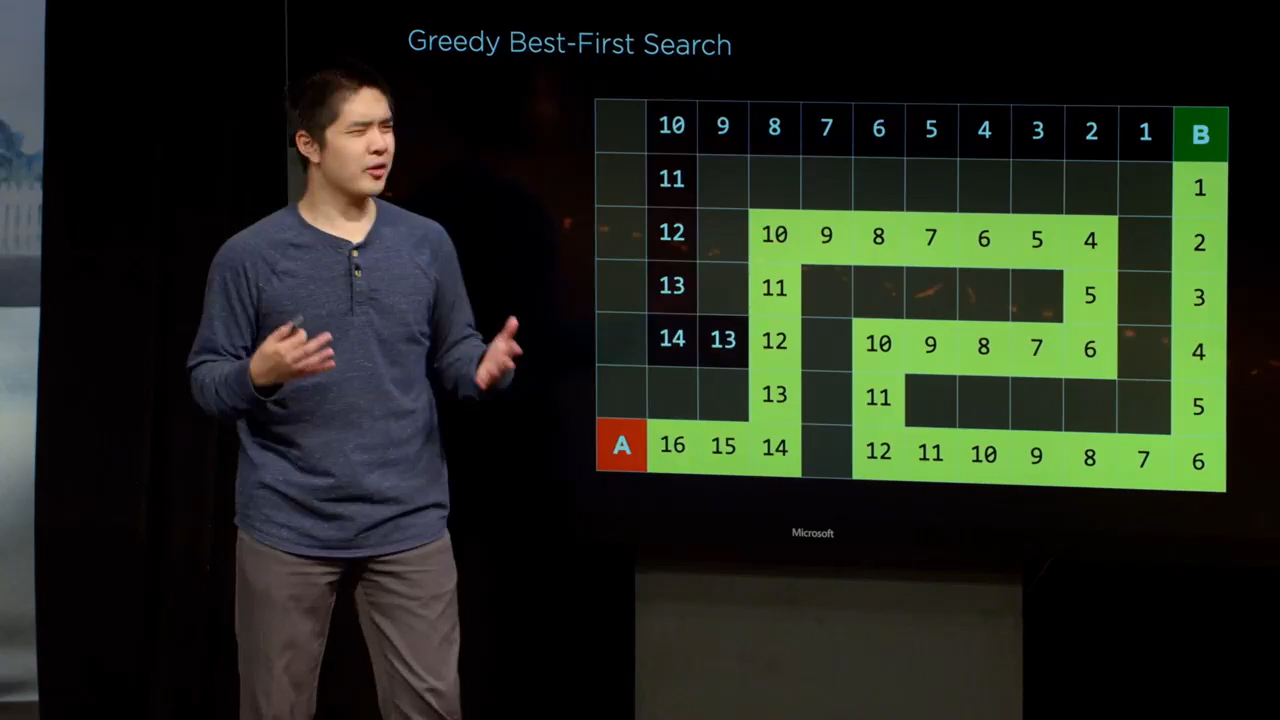 Greedy Best-First Search
10 9 8 7 6 5 4 3 2 1 B
11 1
12 10 9 8 7 6 5 4 2
13 11 5 3
14 13 12 10 9 8 7 6 4
13 11 5
A 16 15 14 12 11 10 9 8 7 6
Microsoft